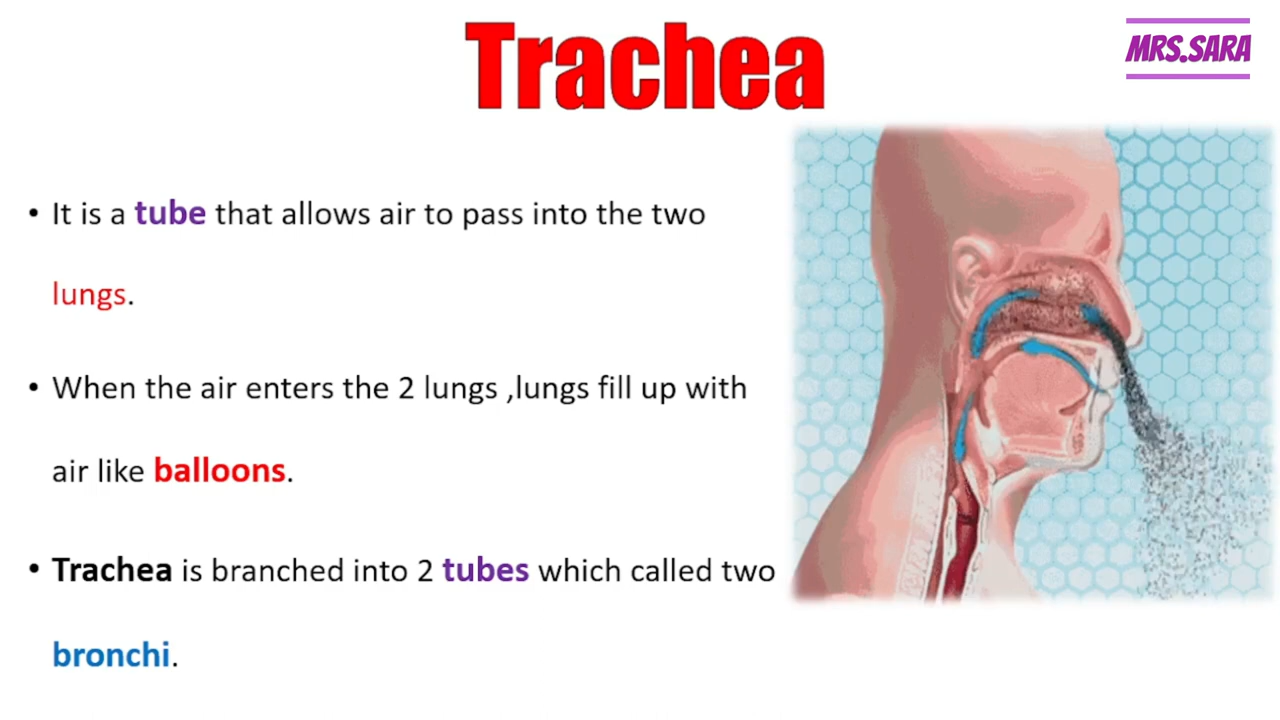 Trachea
MRS.SARA
• It is a tube that allows air to pass into the two
lungs.
• When the air enters the 2 lungs ,lungs fill up with
air like balloons.
• Trachea is branched into 2 tubes which called two
bronchi.